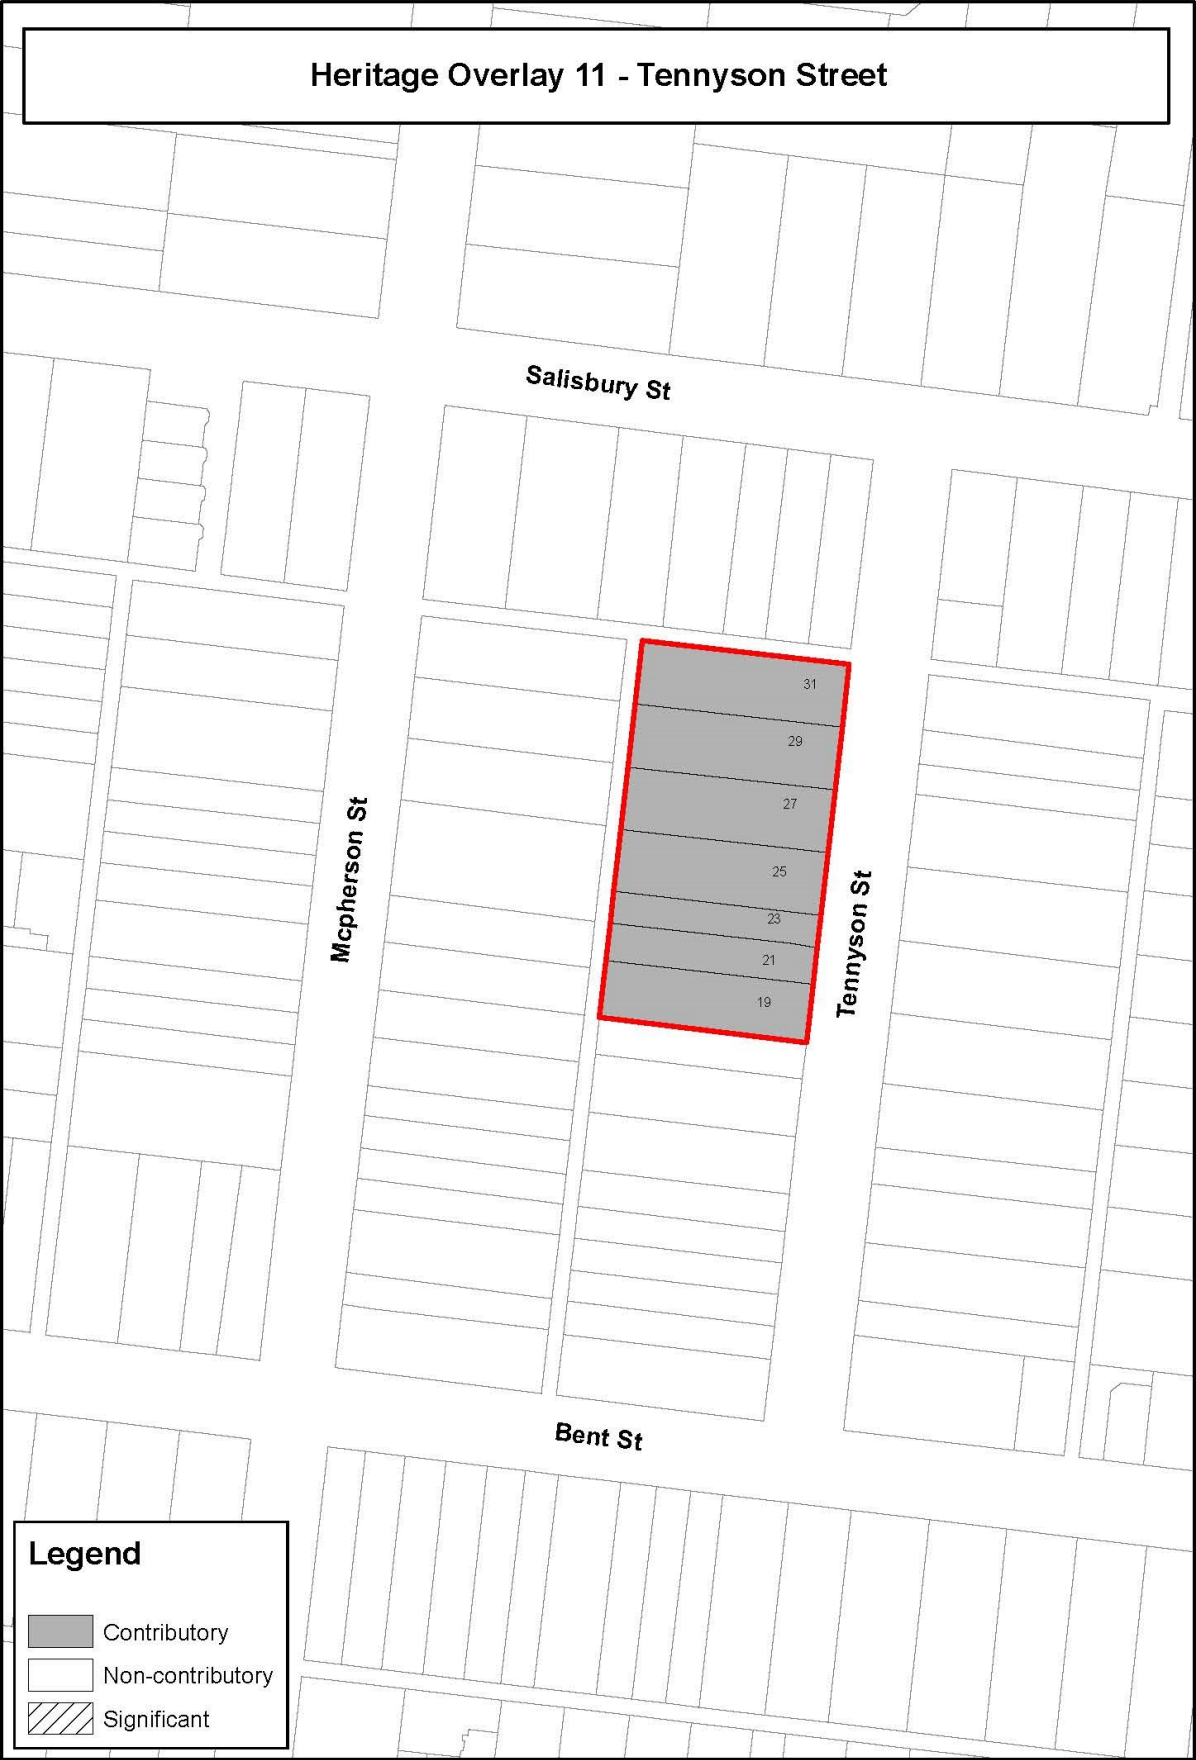 Heritage Overlay 11 - Tennyson Street
Salisbury St
31
29
27
25
23
21
19
Mcpherson St
Tennyson St
Bent St
Legend
Contributory
Non-contributory
Significant